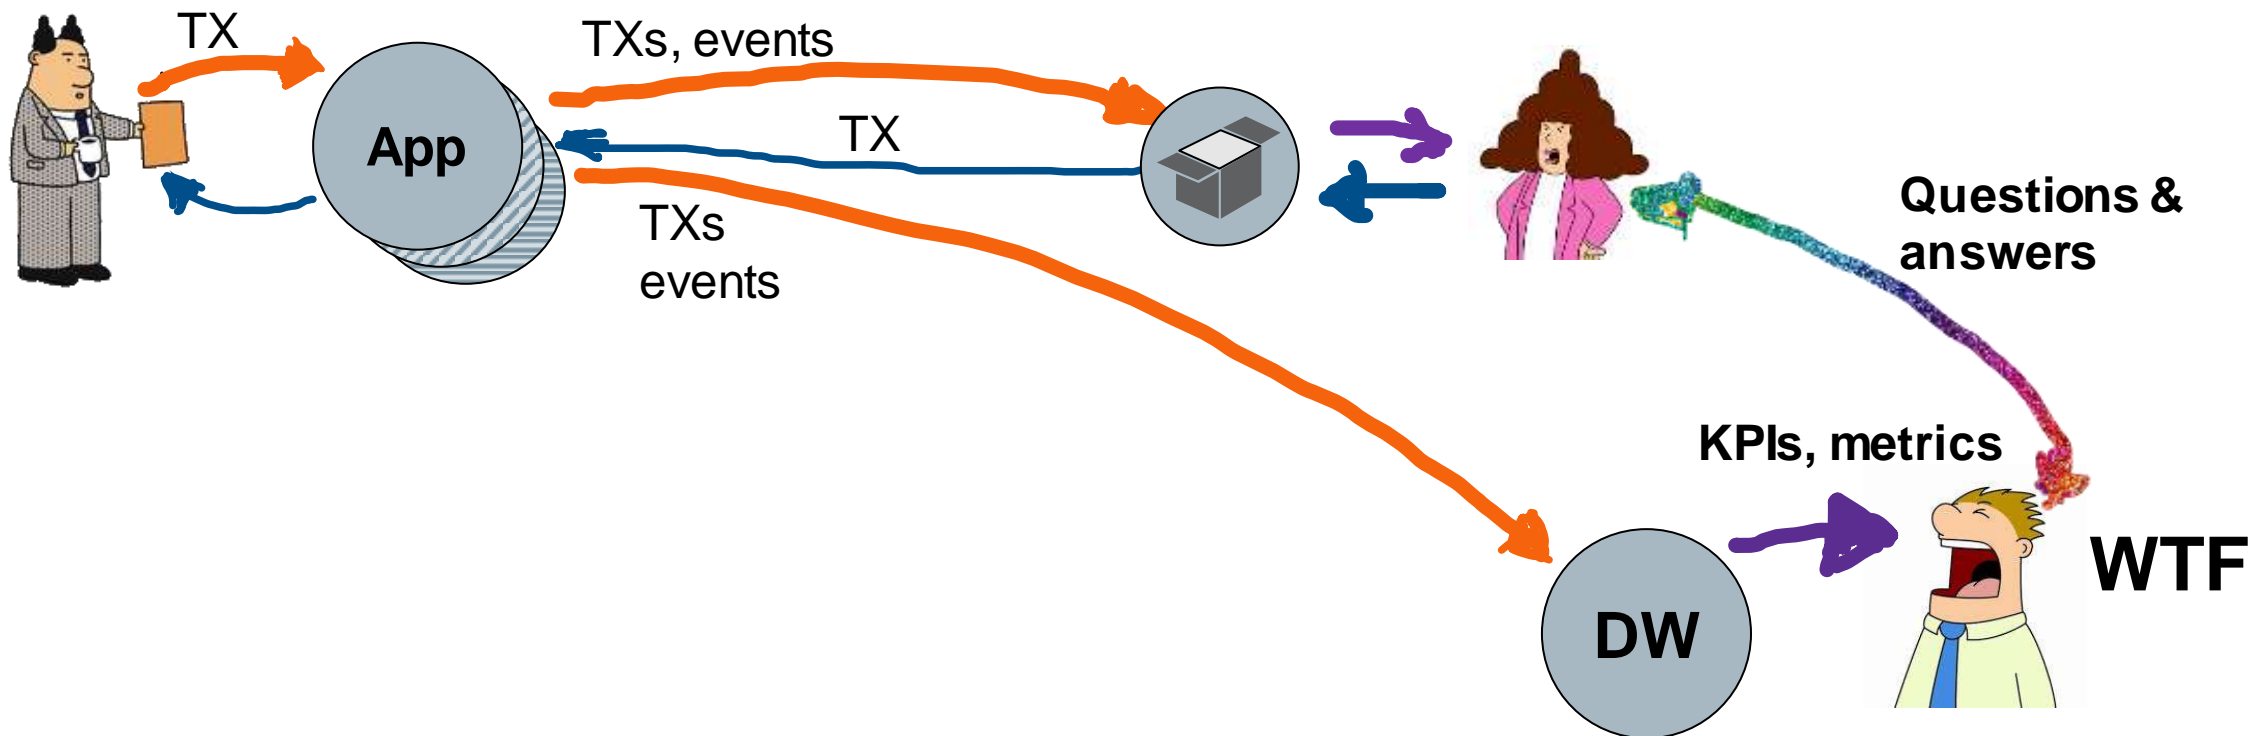 TX
TXs, events
App
TX
TXs
events
Questions &
answers
KPIs, metrics
WTF
DW